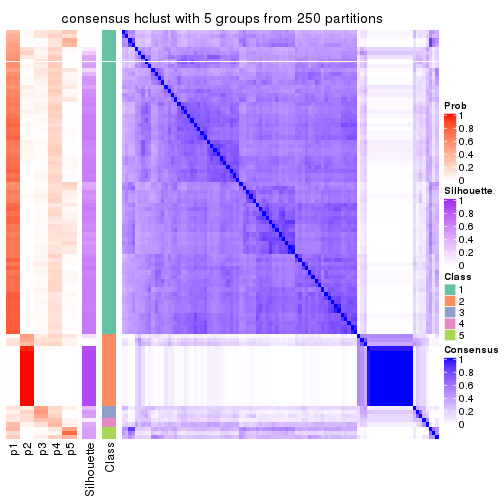 consensus hclust with 5 groups from 250 partitions
Prob
1
0.8
0.6
0.4
0.2
0
Silhouette
1
0.8
0.6
0.4
0.2
0
Class
1
2
3
4
5
Consensus
1
0.8
0.6
0.4
0.2
0
p1
p2
p3
p4
p5
Silhouette
Class